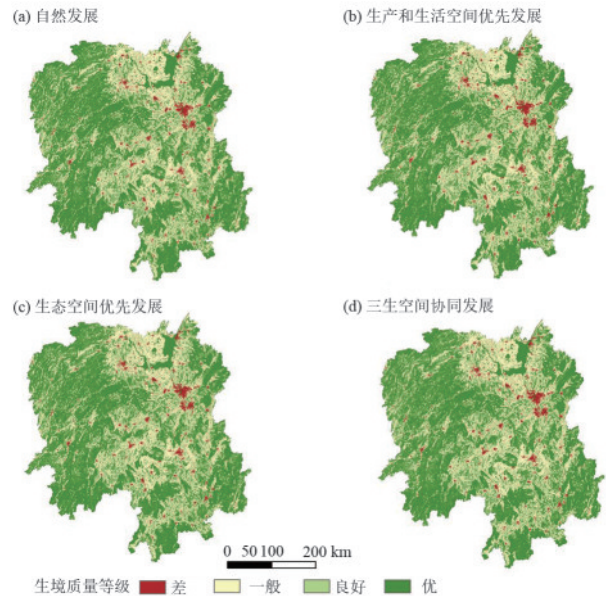 (a) 自然发展
(b) 生产和生活空间优先发展
(c) 生态空间优先发展
(d) 三生空间协同发展
0 50 100 200 km
生境质量等级 差 一般 良好 优